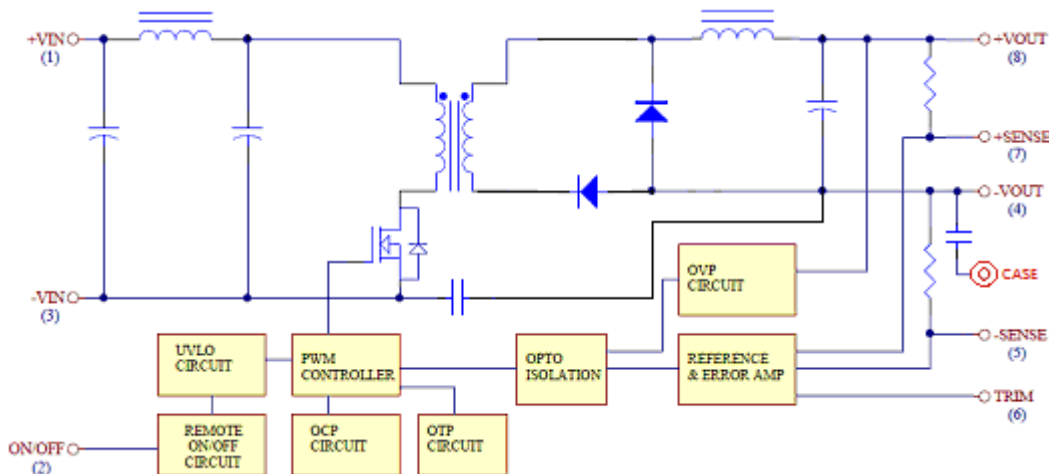 +VIN
(1)
+VOUT
(8)
+SENSE
(7)
-VOUT
(4)
CASE
OVP
CIRCUIT
-VIN
(3)
-SENSE
(5)
UVLO
CIRCUIT
PWM
CONTROLLER
OPTO
ISOLATION
REFERENCE
& ERROR AMP
TRIM
(6)
ON/OFF
(2)
REMOTE
ON/OFF
CIRCUIT
OCP
CIRCUIT
OTP
CIRCUIT